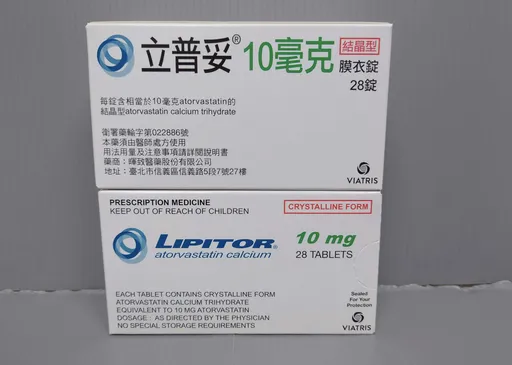 立普妥® 10毫克 結晶型
膜衣錠
28錠
每錠含相當於10毫克atorvastatin的
結晶型atorvastatin calcium trihydrate
衛署藥輸字第022886號
本藥須由醫師處方使用
用法用量及注意事項請詳閱說明書
藥商：暉致醫藥股份有限公司
地址：臺北市信義區信義路5段7號27樓
VIATRIS
PRESCRIPTION MEDICINE
KEEP OUT OF REACH OF CHILDREN
CRYSTALLINE FORM
LIPITOR® 10 mg
atorvastatin calcium 28 TABLETS
EACH TABLET CONTAINS CRYSTALLINE FORM
ATORVASTATIN CALCIUM TRIHYDRATE
EQUIVALENT TO 10 MG ATORVASTATIN
DOSAGE: AS DIRECTED BY THE PHYSICIAN
NO SPECIAL STORAGE REQUIREMENTS
Sealed
For Your
Protection
VIATRIS